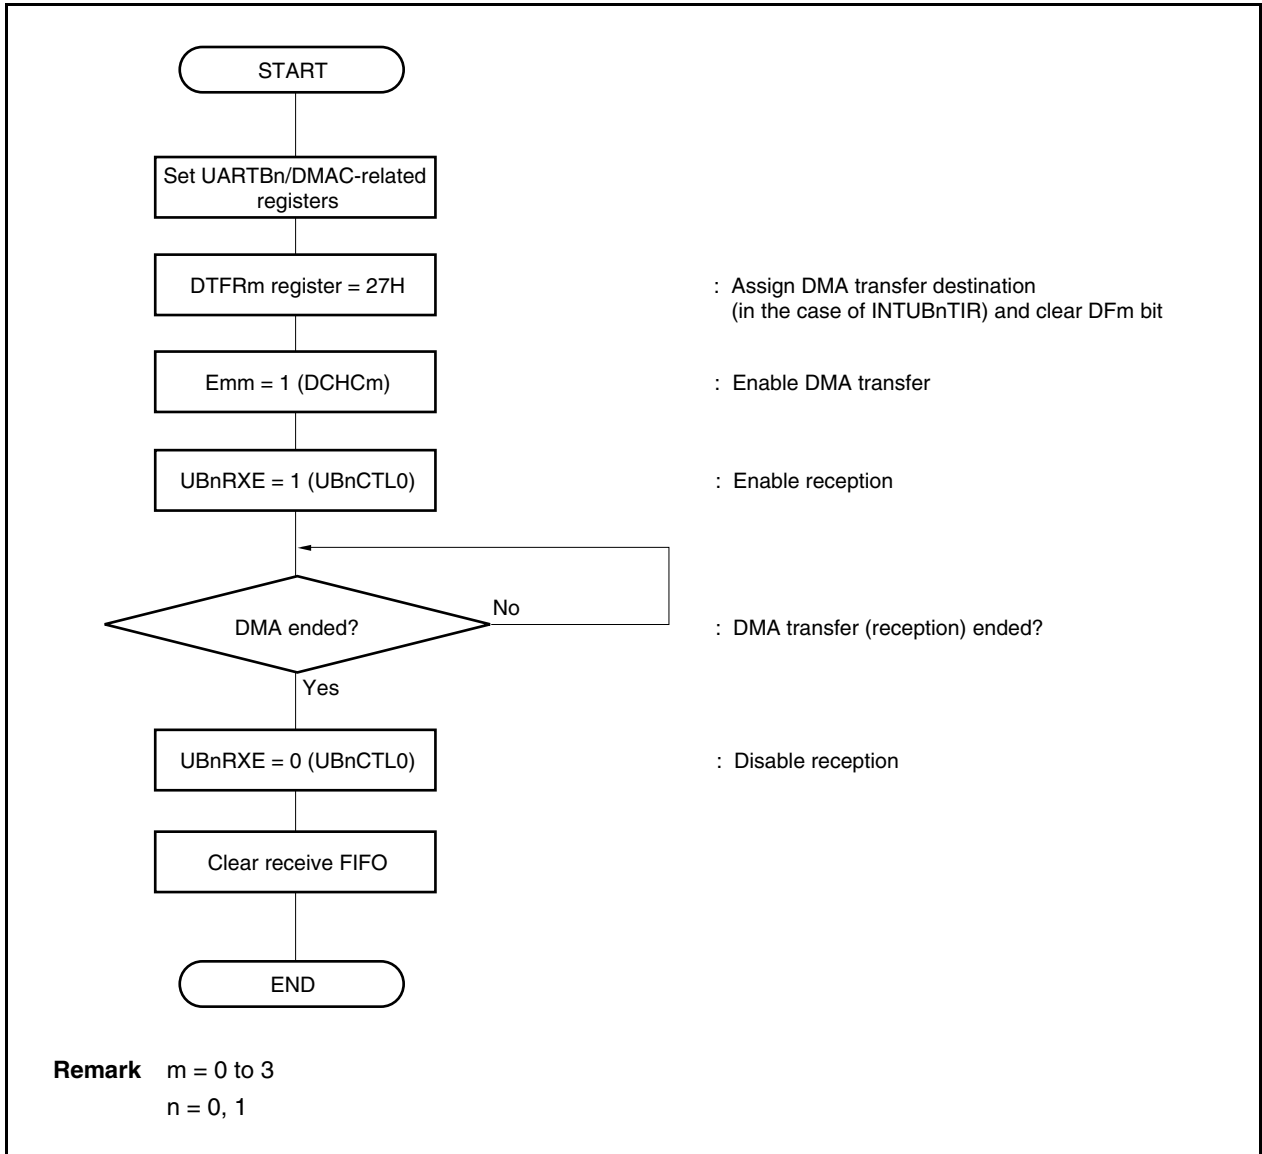 START
Set UARTBn/DMAC-related
registers
DTFRm register = 27H
: Assign DMA transfer destination
(in the case of INTUBnTIR) and clear DFm bit
Emm = 1 (DCHCm)
: Enable DMA transfer
UBnRXE = 1 (UBnCTL0)
: Enable reception
No
DMA ended?
: DMA transfer (reception) ended?
Yes
UBnRXE = 0 (UBnCTL0)
: Disable reception
Clear receive FIFO
END
Remark m = 0 to 3
n = 0, 1